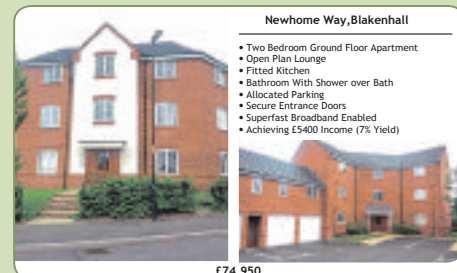 Newhome Way,Blakenhall
• Two Bedroom Ground Floor Apartment
• Open Plan Lounge
• Fitted Kitchen
• Bathroom With Shower over Bath
• Allocated Parking
• Secure Entrance Doors
• Superfast Broadband Enabled
• Achieving £5400 Income (7% Yield)
£74,950